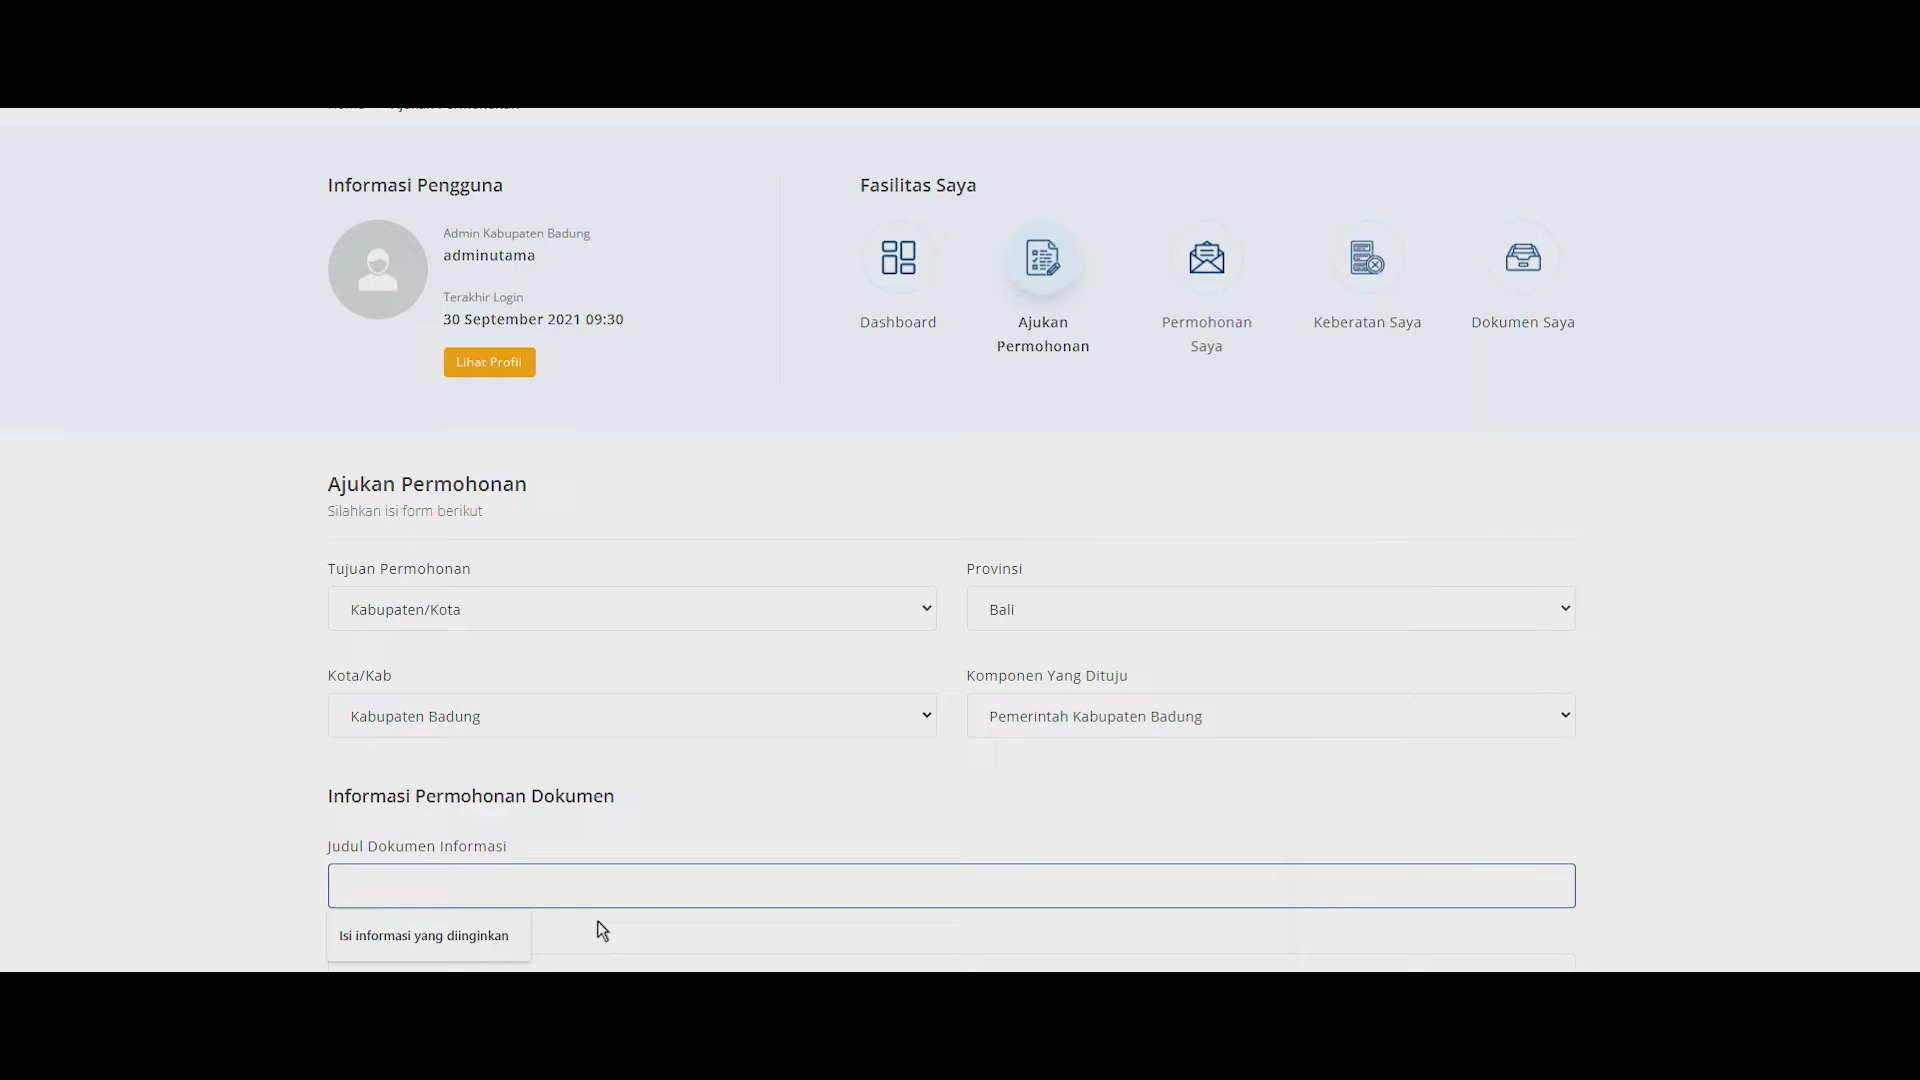 Informasi Pengguna
Fasilitas Saya
Admin Kabupaten Badung
adminutama
Terakhir Login
30 September 2021 09:30
Lihat Profil
Dashboard
Ajukan
Permohonan
Permohonan
Saya
Keberatan Saya
Dokumen Saya
Ajukan Permohonan
Silahkan isi form berikut
Tujuan Permohonan
Provinsi
Kabupaten/Kota
Bali
Kota/Kab
Komponen Yang Dituju
Kabupaten Badung
Pemerintah Kabupaten Badung
Informasi Permohonan Dokumen
Judul Dokumen Informasi
Isi informasi yang diinginkan